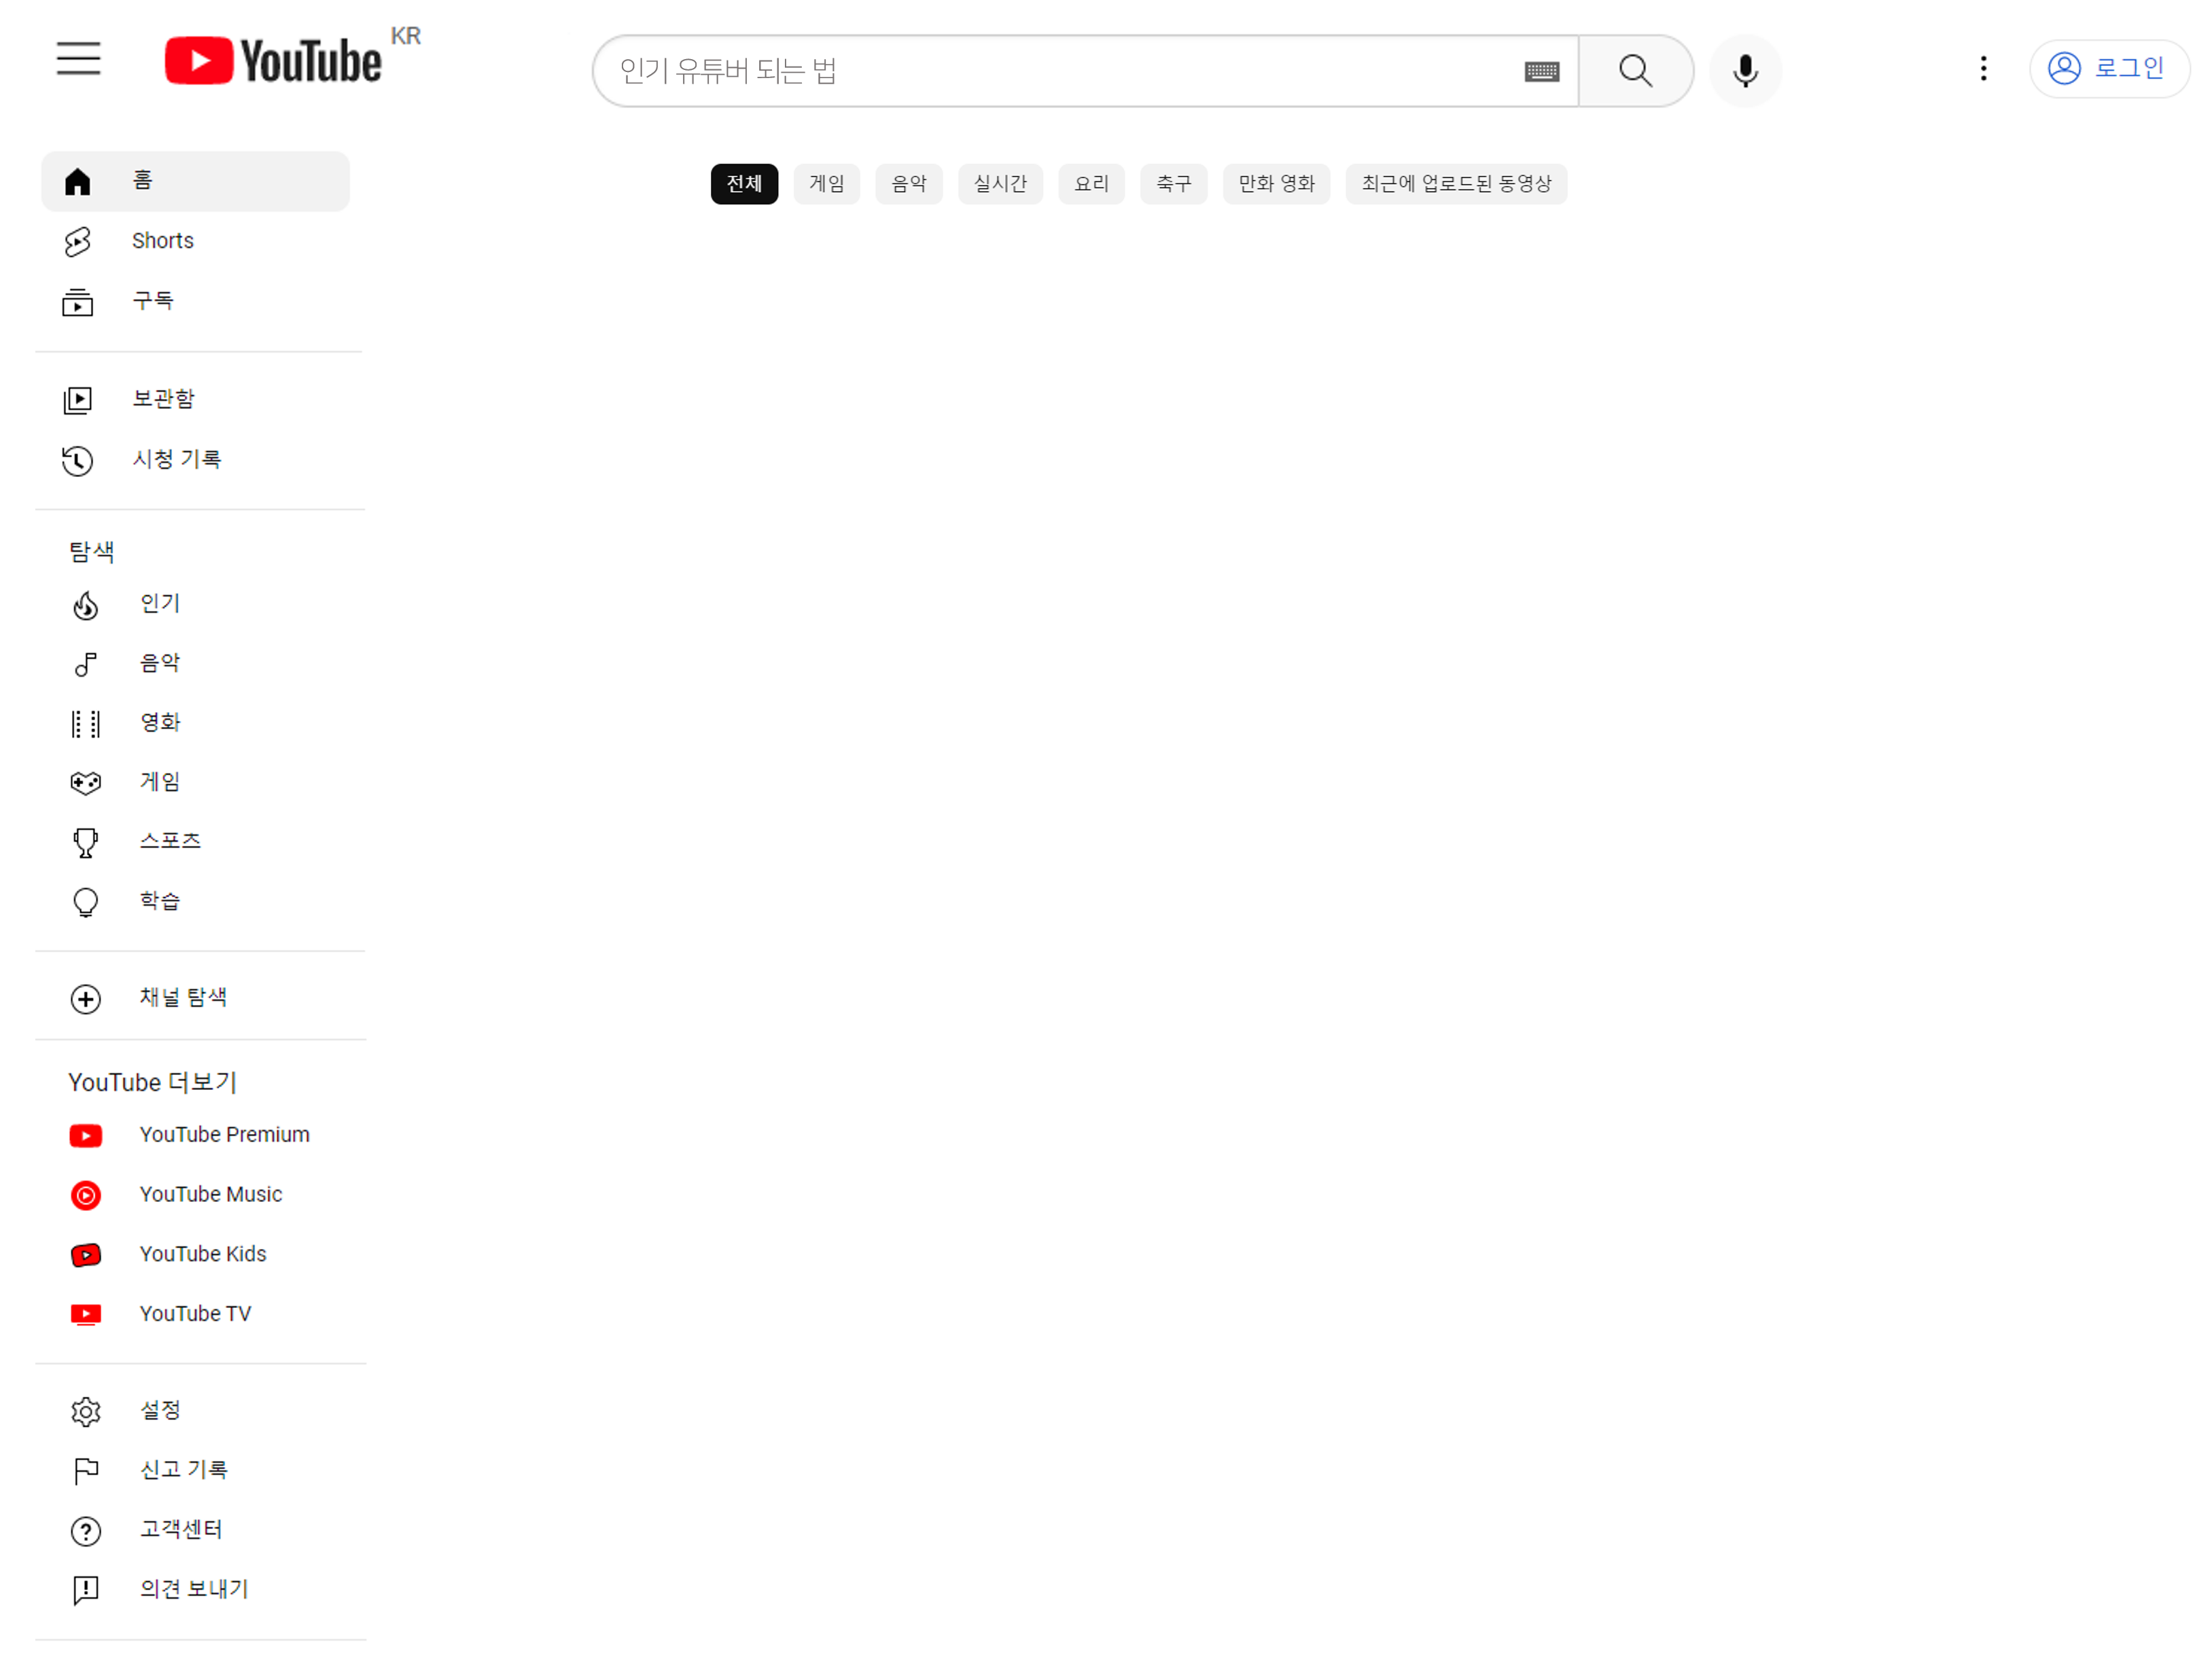 YouTube KR
인기 유튜버 되는 법
로그인
전체 게임 음악 실시간 요리 축구 만화 영화 최근에 업로드된 동영상
홈
Shorts
구독
보관함
시청 기록
탐색
인기
음악
영화
게임
스포츠
학습
채널 탐색
YouTube 더보기
YouTube Premium
YouTube Music
YouTube Kids
YouTube TV
설정
신고 기록
고객센터
의견 보내기